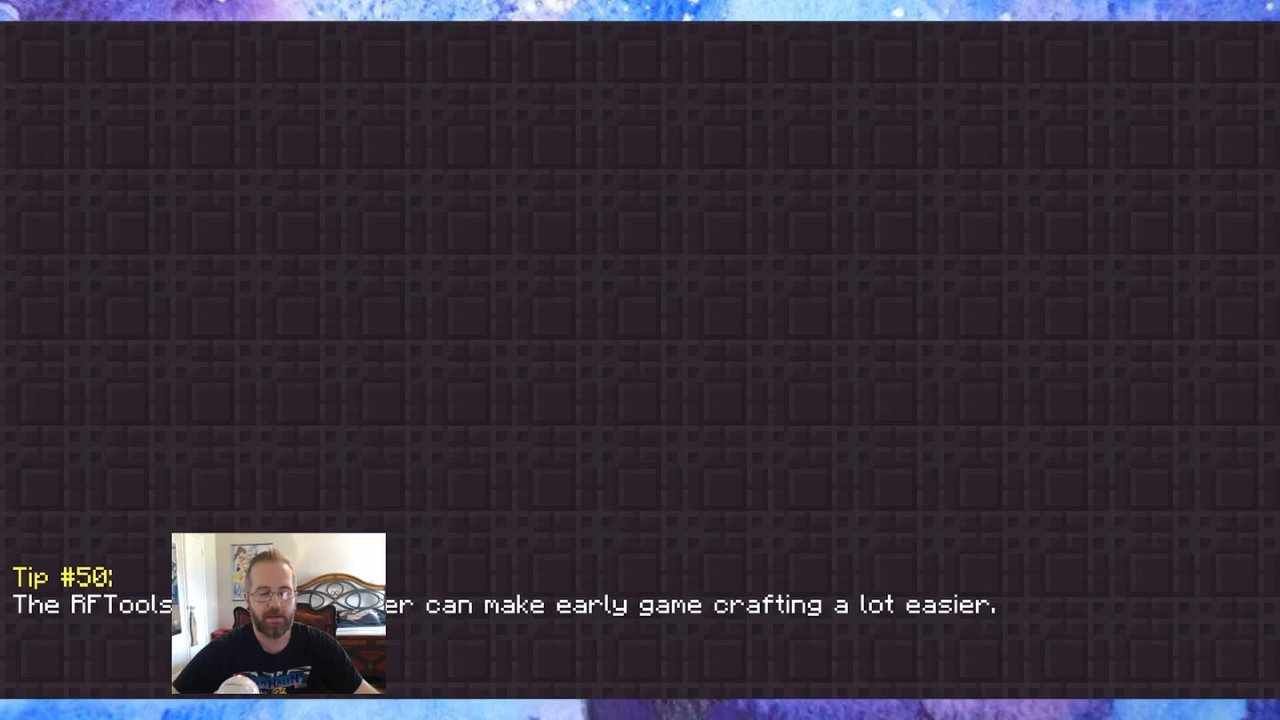 Tip #50:
The RFTools er can make early game crafting a lot easier.